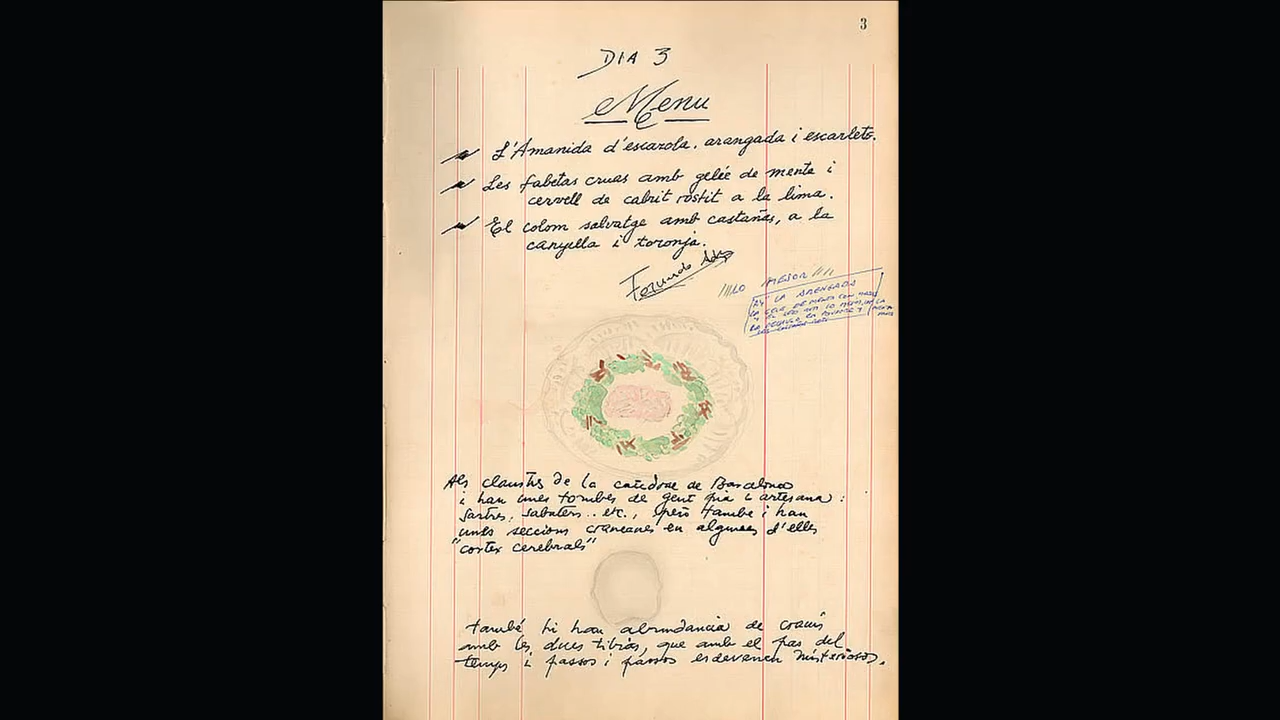 3
DIA 3
Menu
L'Amanida d'escarola, arangada i escarlets.
Les fabetas cruas amb gelée de menta i
cervell de cabrit rostit a la lima.
El colom salvatge amb castañas, a la
canyella i toronja.
Fernando
LO MEJOR
LA ARENGADA
Als claustres de la catedral de Barcelona
i han unes tombes de gent pia i artesana:
sastres, sabaters.. etc., però també i han
unes seccions craneanes en algunes d'elles
"cortex cerebrals"
també hi han abundancia de cranis
amb les dues tibias, que amb el pas del
temps i passos i passos esdevenen misteriosos.